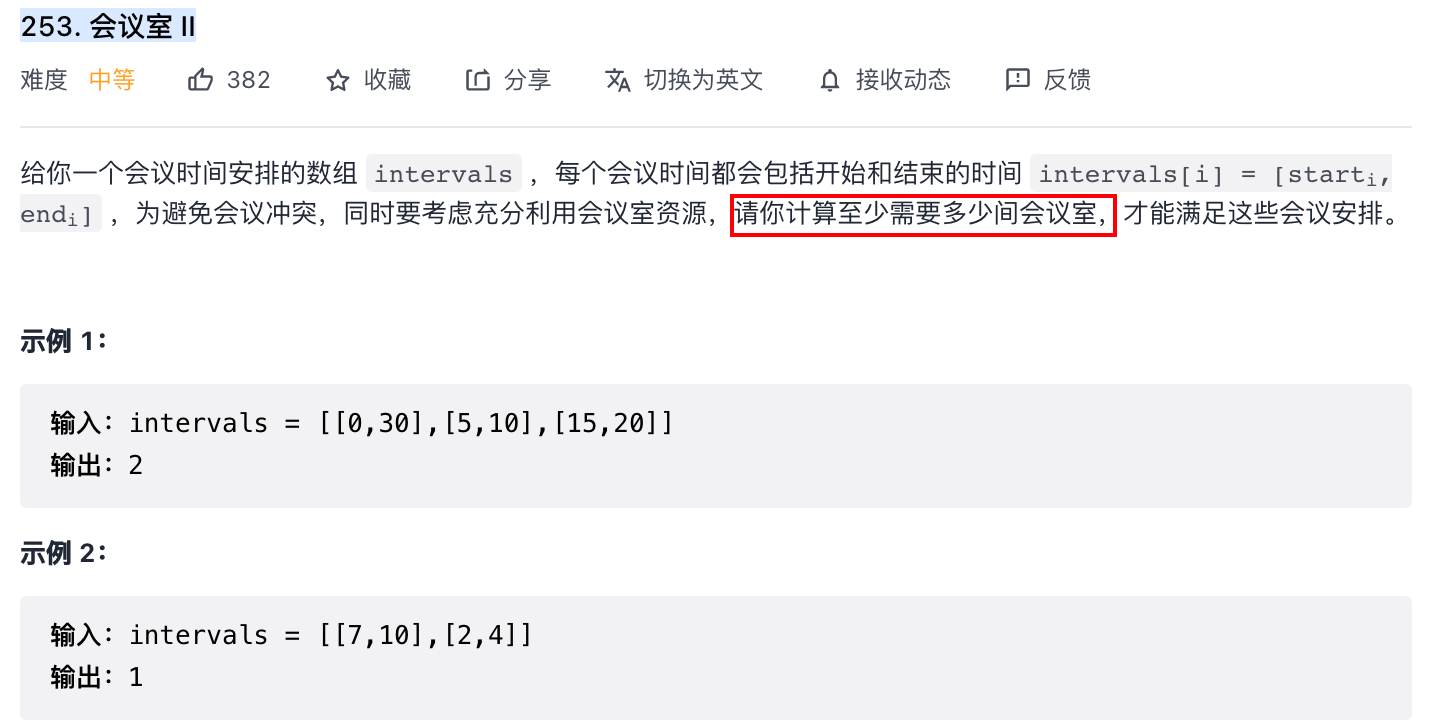 253. 会议室 II
难度 中等 382 收藏 分享 切换为英文 接收动态 反馈
给你一个会议时间安排的数组 intervals ，每个会议时间都会包括开始和结束的时间 intervals[i] = [starti,
endi] ，为避免会议冲突，同时要考虑充分利用会议室资源，请你计算至少需要多少间会议室，才能满足这些会议安排。
示例 1：
输入：intervals = [[0,30],[5,10],[15,20]]
输出：2
示例 2：
输入：intervals = [[7,10],[2,4]]
输出：1